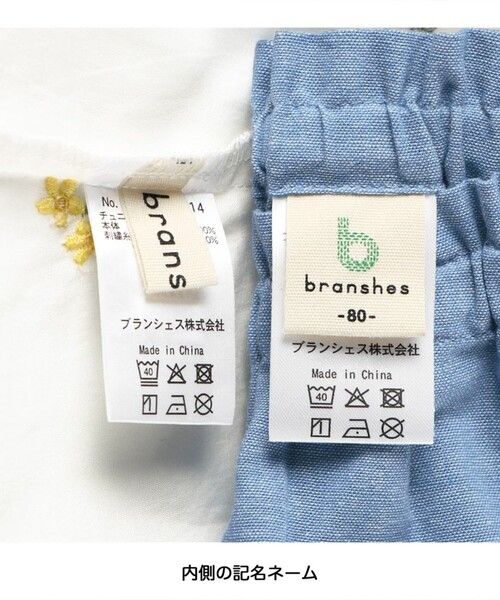 No. 14
チュニ
本体 0%
刺繍糸 0%
brans
ブランシェス株式会社
Made in China
40
b
branshes
-80-
ブランシェス株式会社
Made in China
40
内側の記名ネーム